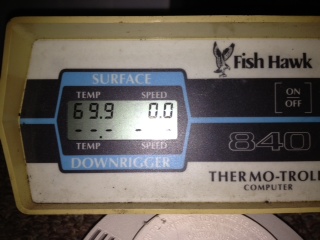 Fish Hawk
SURFACE
TEMP SPEED
69.9 0.0
--.- - -
TEMP SPEED
DOWNRIGGER
ON
OFF
840
THERMO-TROLL
COMPUTER